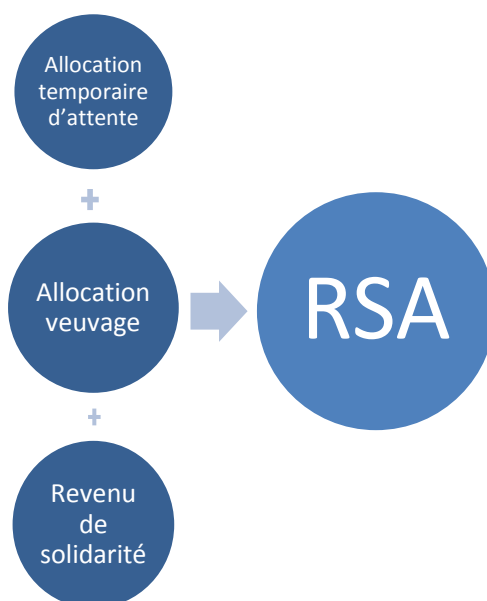 Allocation
temporaire
d'attente
+
Allocation
veuvage
RSA
+
Revenu
de
solidarité